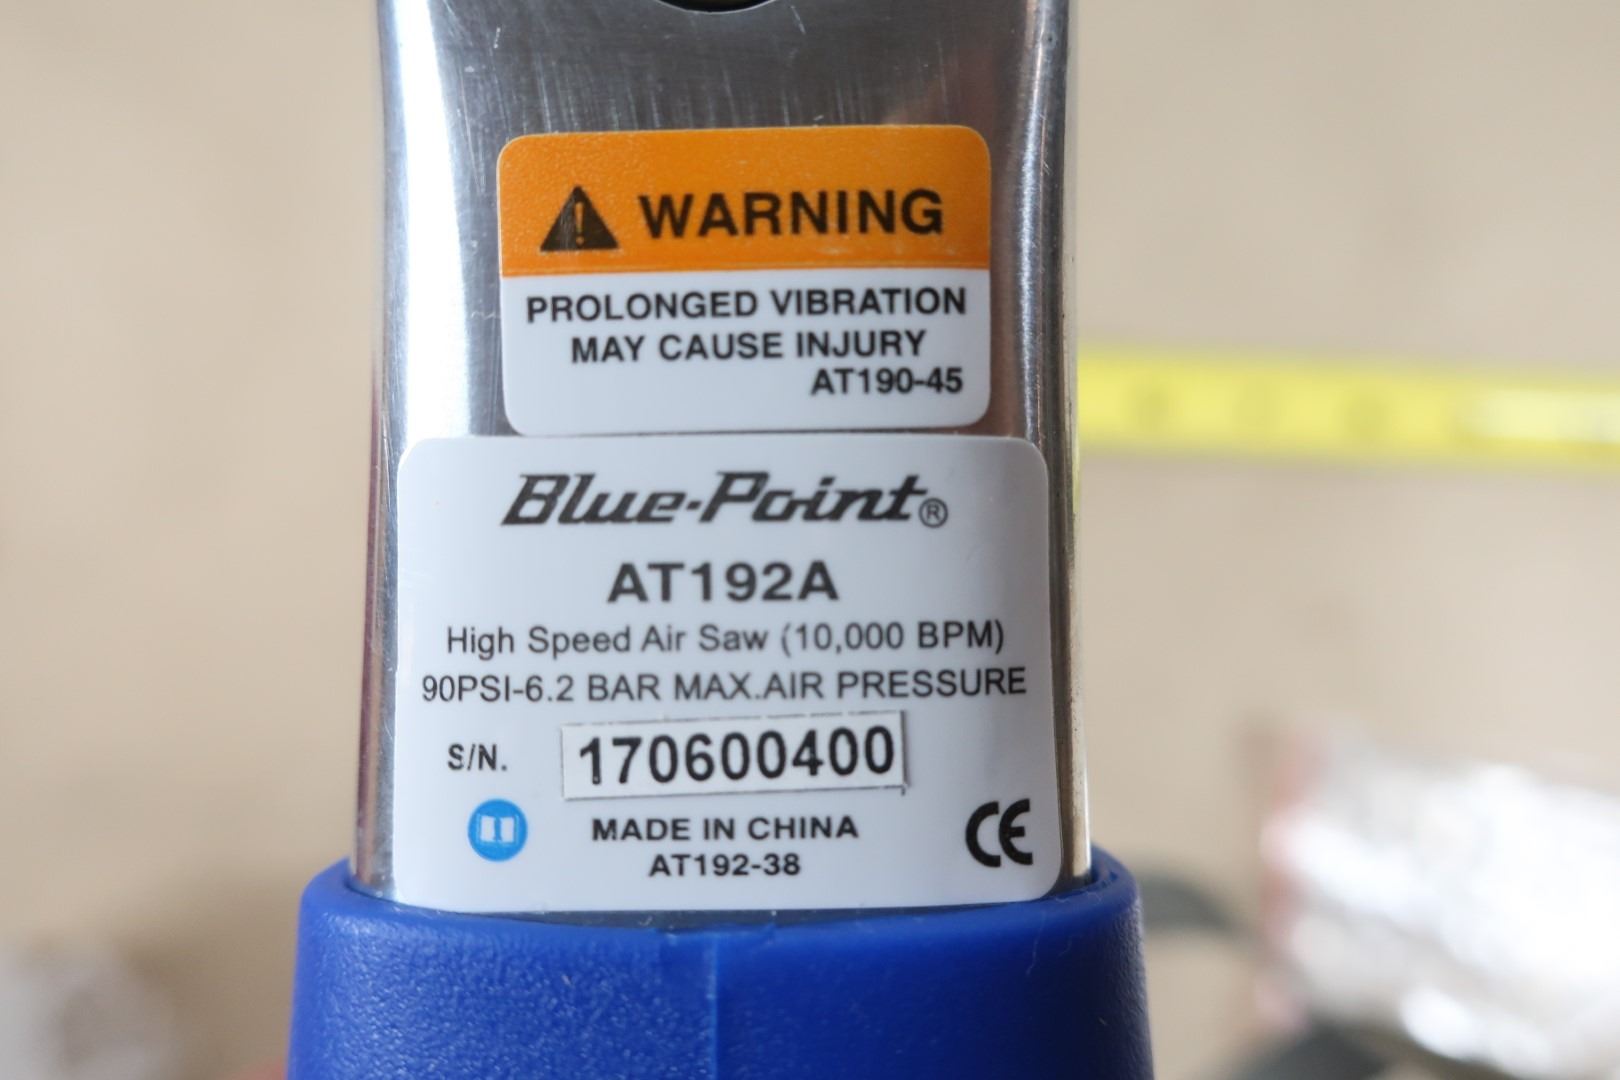 WARNING
PROLONGED VIBRATION
MAY CAUSE INJURY
AT190-45
Blue-Point®
AT192A
High Speed Air Saw (10,000 BPM)
90PSI-6.2 BAR MAX.AIR PRESSURE
S/N. 170600400
MADE IN CHINA
AT192-38
CE